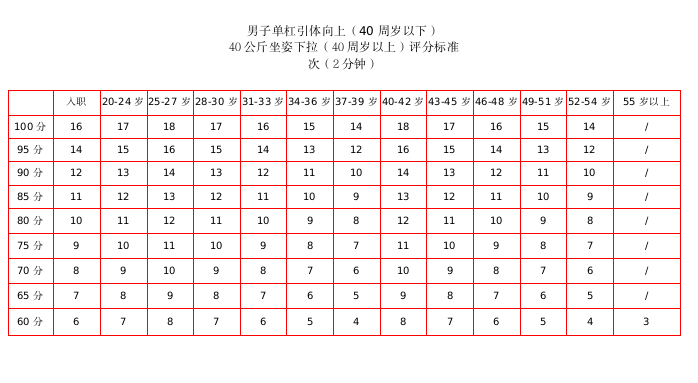 男子单杠引体向上（40 周岁以下）
40 公斤坐姿下拉（40 周岁以上）评分标准
次（2 分钟）
入职 20-24 岁 25-27 岁 28-30 岁 31-33 岁 34-36 岁 37-39 岁 40-42 岁 43-45 岁 46-48 岁 49-51 岁 52-54 岁 55 岁以上
100 分 16 17 18 17 16 15 14 18 17 16 15 14 /
95 分 14 15 16 15 14 13 12 16 15 14 13 12 /
90 分 12 13 14 13 12 11 10 14 13 12 11 10 /
85 分 11 12 13 12 11 10 9 13 12 11 10 9 /
80 分 10 11 12 11 10 9 8 12 11 10 9 8 /
75 分 9 10 11 10 9 8 7 11 10 9 8 7 /
70 分 8 9 10 9 8 7 6 10 9 8 7 6 /
65 分 7 8 9 8 7 6 5 9 8 7 6 5 /
60 分 6 7 8 7 6 5 4 8 7 6 5 4 3